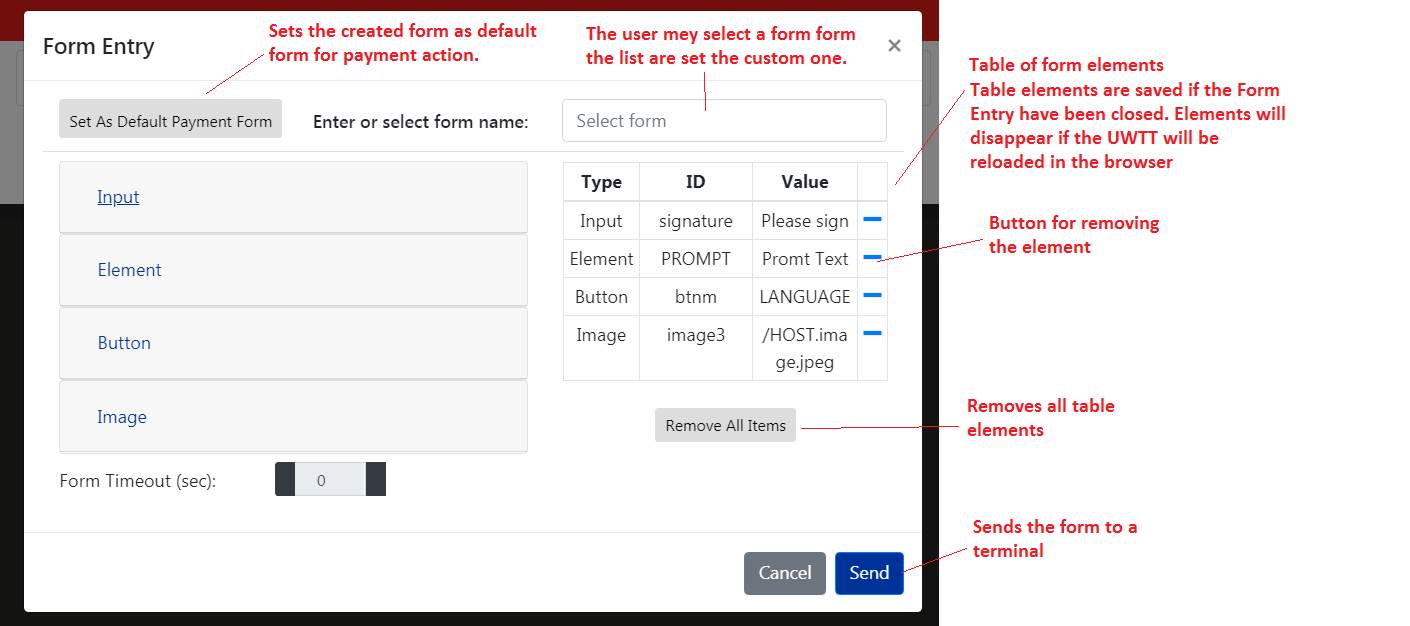 Sets the created form as default
form for payment action.
The user mey select a form form
the list are set the custom one.
Form Entry
×
Table of form elements
Table elements are saved if the Form
Entry have been closed. Elements will
disappear if the UWTT will be
reloaded in the browser
Set As Default Payment Form
Enter or select form name:
Select form
Input
Element
Button
Image
Type ID Value
Input signature Please sign
Element PROMPT Promt Text
Button btnm LANGUAGE
Image image3 /HOST.ima
ge.jpeg
Button for removing
the element
Remove All Items
Removes all table
elements
Form Timeout (sec): 0
Sends the form to a
terminal
Cancel Send